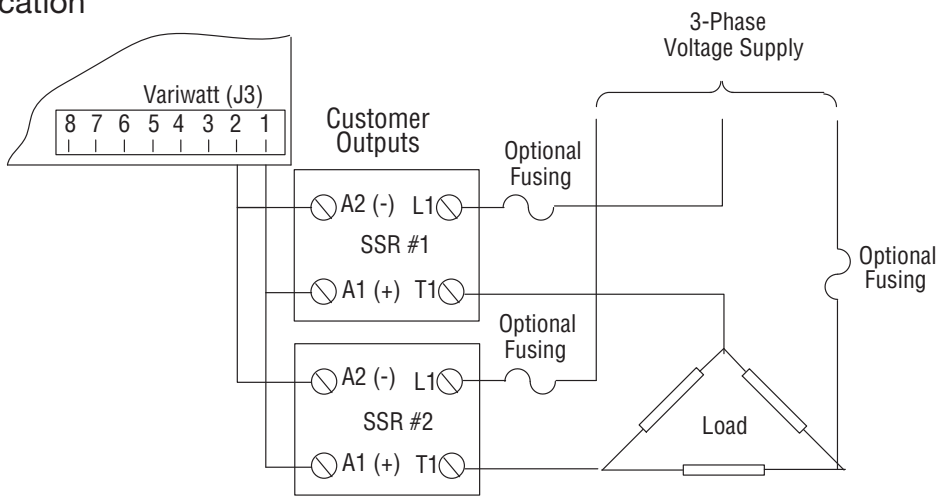 cation
3-Phase
Voltage Supply
Variwatt (J3)
8 7 6 5 4 3 2 1
Customer
Outputs
Optional
Fusing
A2 (-) L1
SSR #1
A1 (+) T1
Optional
Fusing
Optional
Fusing
A2 (-) L1
SSR #2
A1 (+) T1
Load